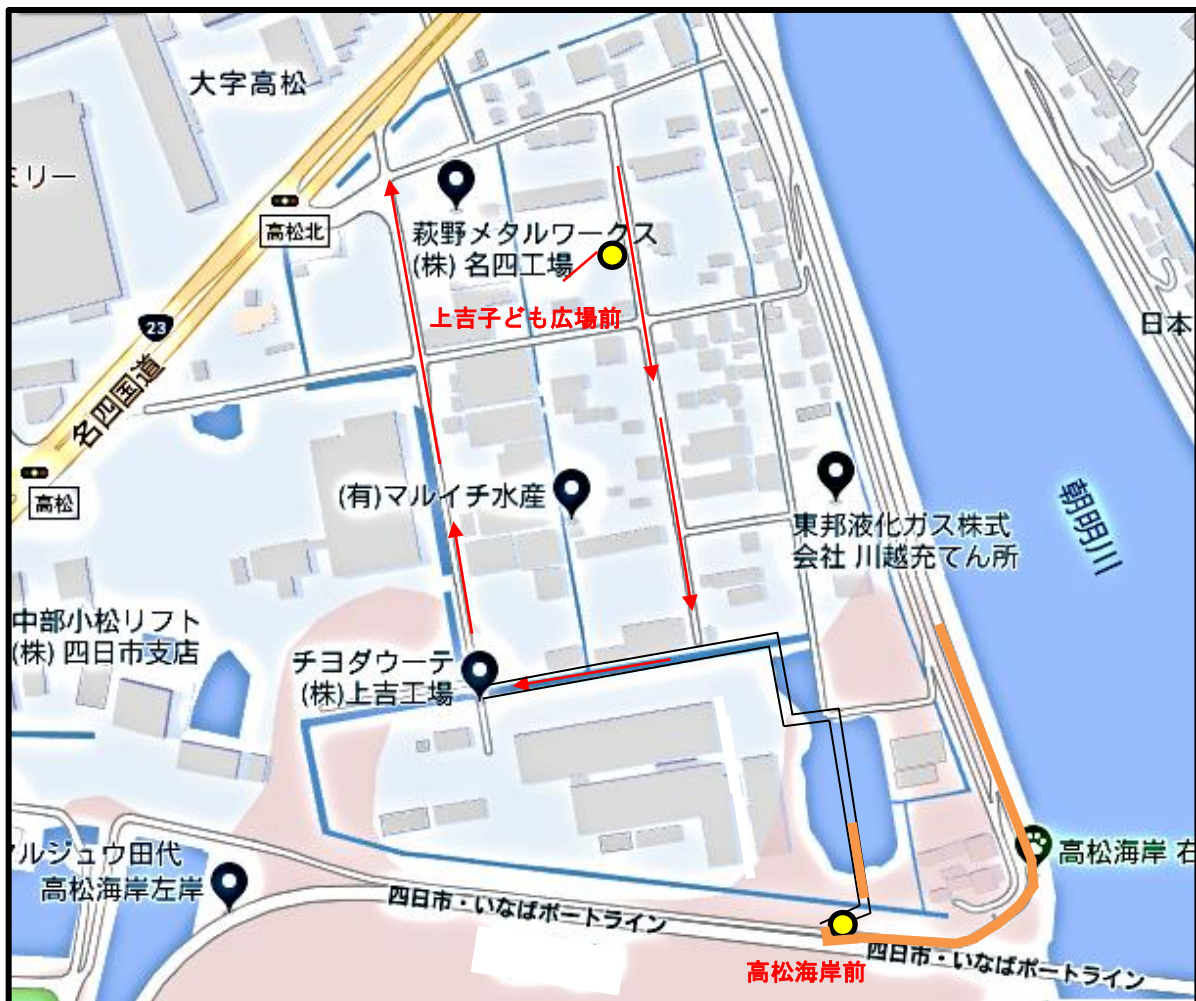 大字高松
ミリー
高松北
萩野メタルワークス
(株) 名四工場
上吉子ども広場前
23
名四国道
日本
高松
(有)マルイチ水産
東邦液化ガス株式
会社 川越充てん所
朝明川
中部小松リフト
(株) 四日市支店
チヨダウーテ
(株)上吉工場
ルジュウ田代
高松海岸左岸
高松海岸 右
四日市・いなばポートライン
四日市・いなばポートライン
高松海岸前